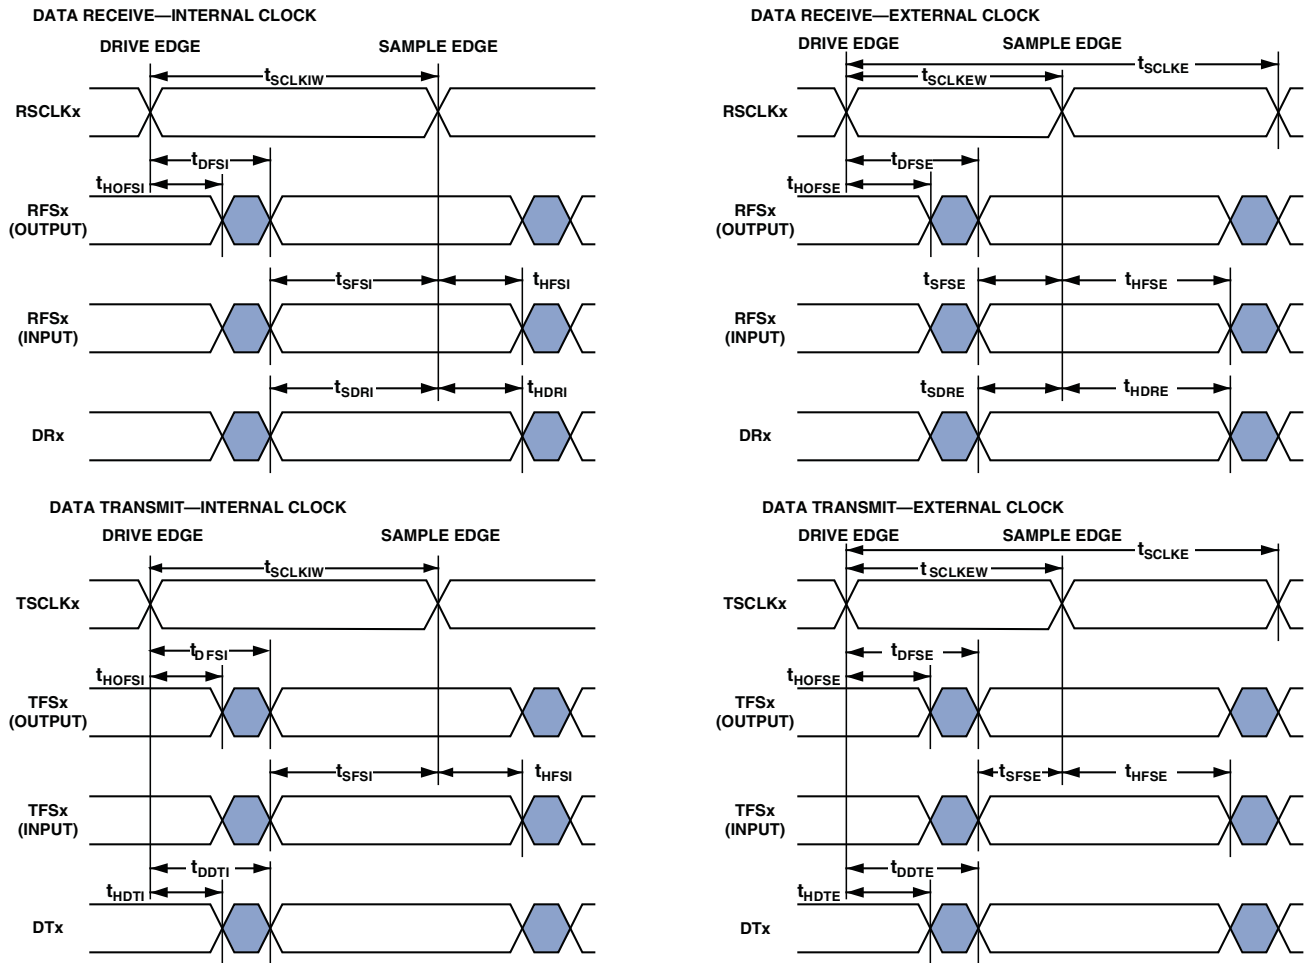 DATA RECEIVE—INTERNAL CLOCK
DRIVE EDGE
SAMPLE EDGE
tSCLKIW
RSCLKx
tDFSI
tHOFSI
RFSx
(OUTPUT)
tSFSI
tHFSI
RFSx
(INPUT)
tSDRI
tHDRI
DRx
DATA RECEIVE—EXTERNAL CLOCK
DRIVE EDGE
SAMPLE EDGE
tSCLKE
tSCLKEW
RSCLKx
tDFSE
tHOFSE
RFSx
(OUTPUT)
tSFSE
tHFSE
RFSx
(INPUT)
tSDRE
tHDRE
DRx
DATA TRANSMIT—INTERNAL CLOCK
DRIVE EDGE
SAMPLE EDGE
tSCLKIW
TSCLKx
tDFSI
tHOFSI
TFSx
(OUTPUT)
tSFSI
tHFSI
TFSx
(INPUT)
tDDTI
tHDTI
DTx
DATA TRANSMIT—EXTERNAL CLOCK
DRIVE EDGE
SAMPLE EDGE
tSCLKE
tSCLKEW
TSCLKx
tDFSE
tHOFSE
TFSx
(OUTPUT)
tSFSE
tHFSE
TFSx
(INPUT)
tDDTE
tHDTE
DTx